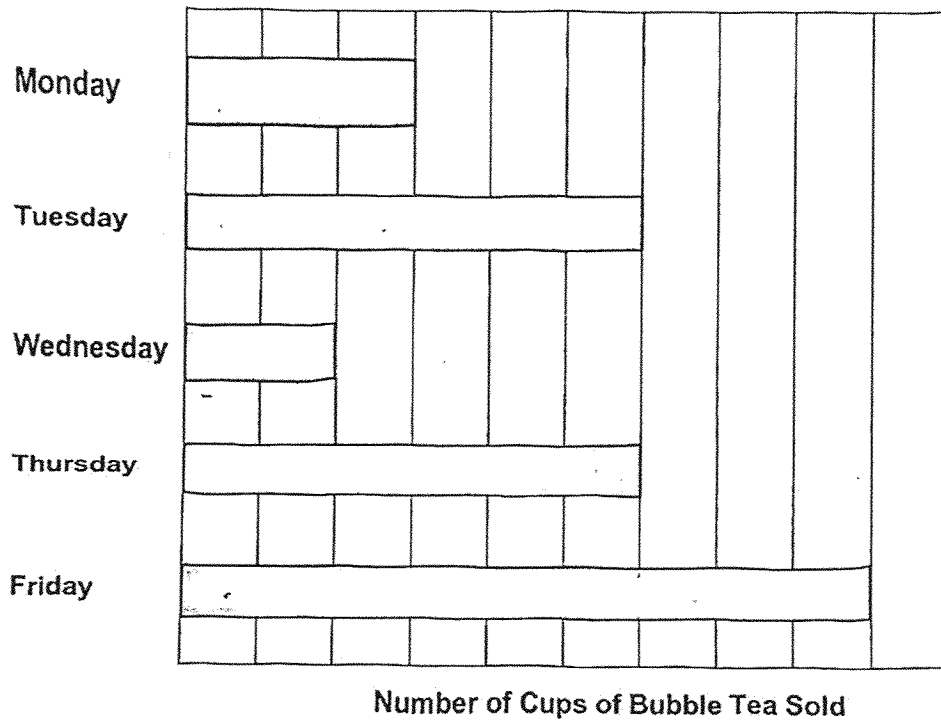 Monday
Tuesday
Wednesday
Thursday
Friday
Number of Cups of Bubble Tea Sold